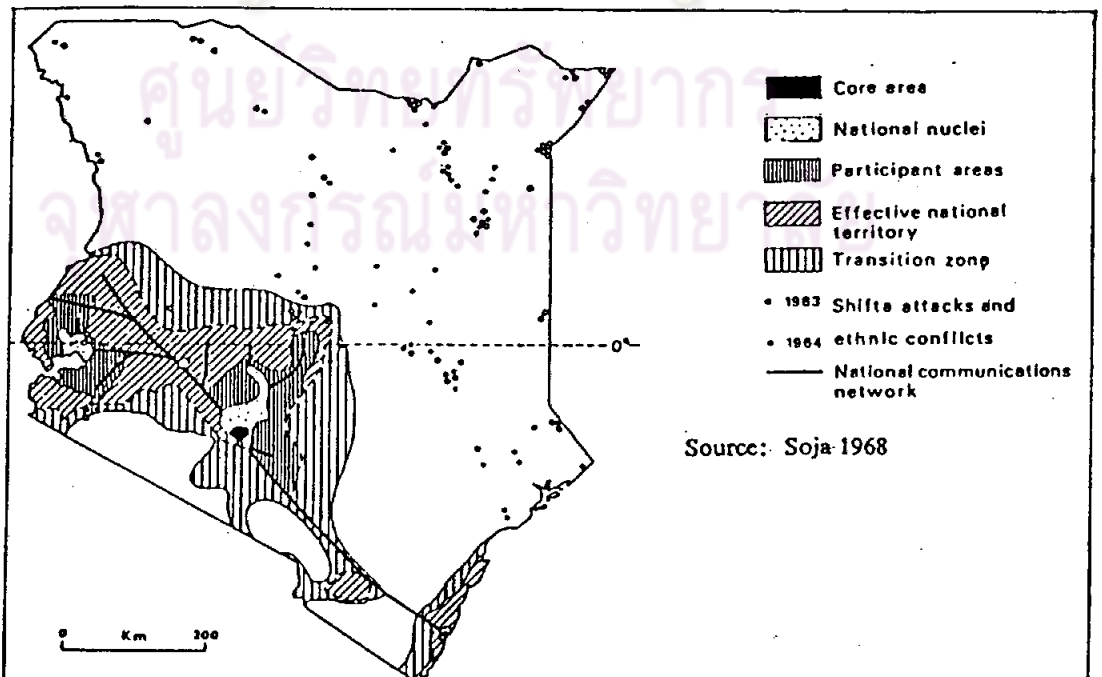 ศูนย์วิทยทรัพยากร
จุฬาลงกรณ์มหาวิทยาลัย
Core area
National nuclei
Participant areas
Effective national
territory
Transition zone
• 1963 Shifta attacks and
• 1964 ethnic conflicts
National communications
network
0°
Source: Soja 1968
0 Km 200